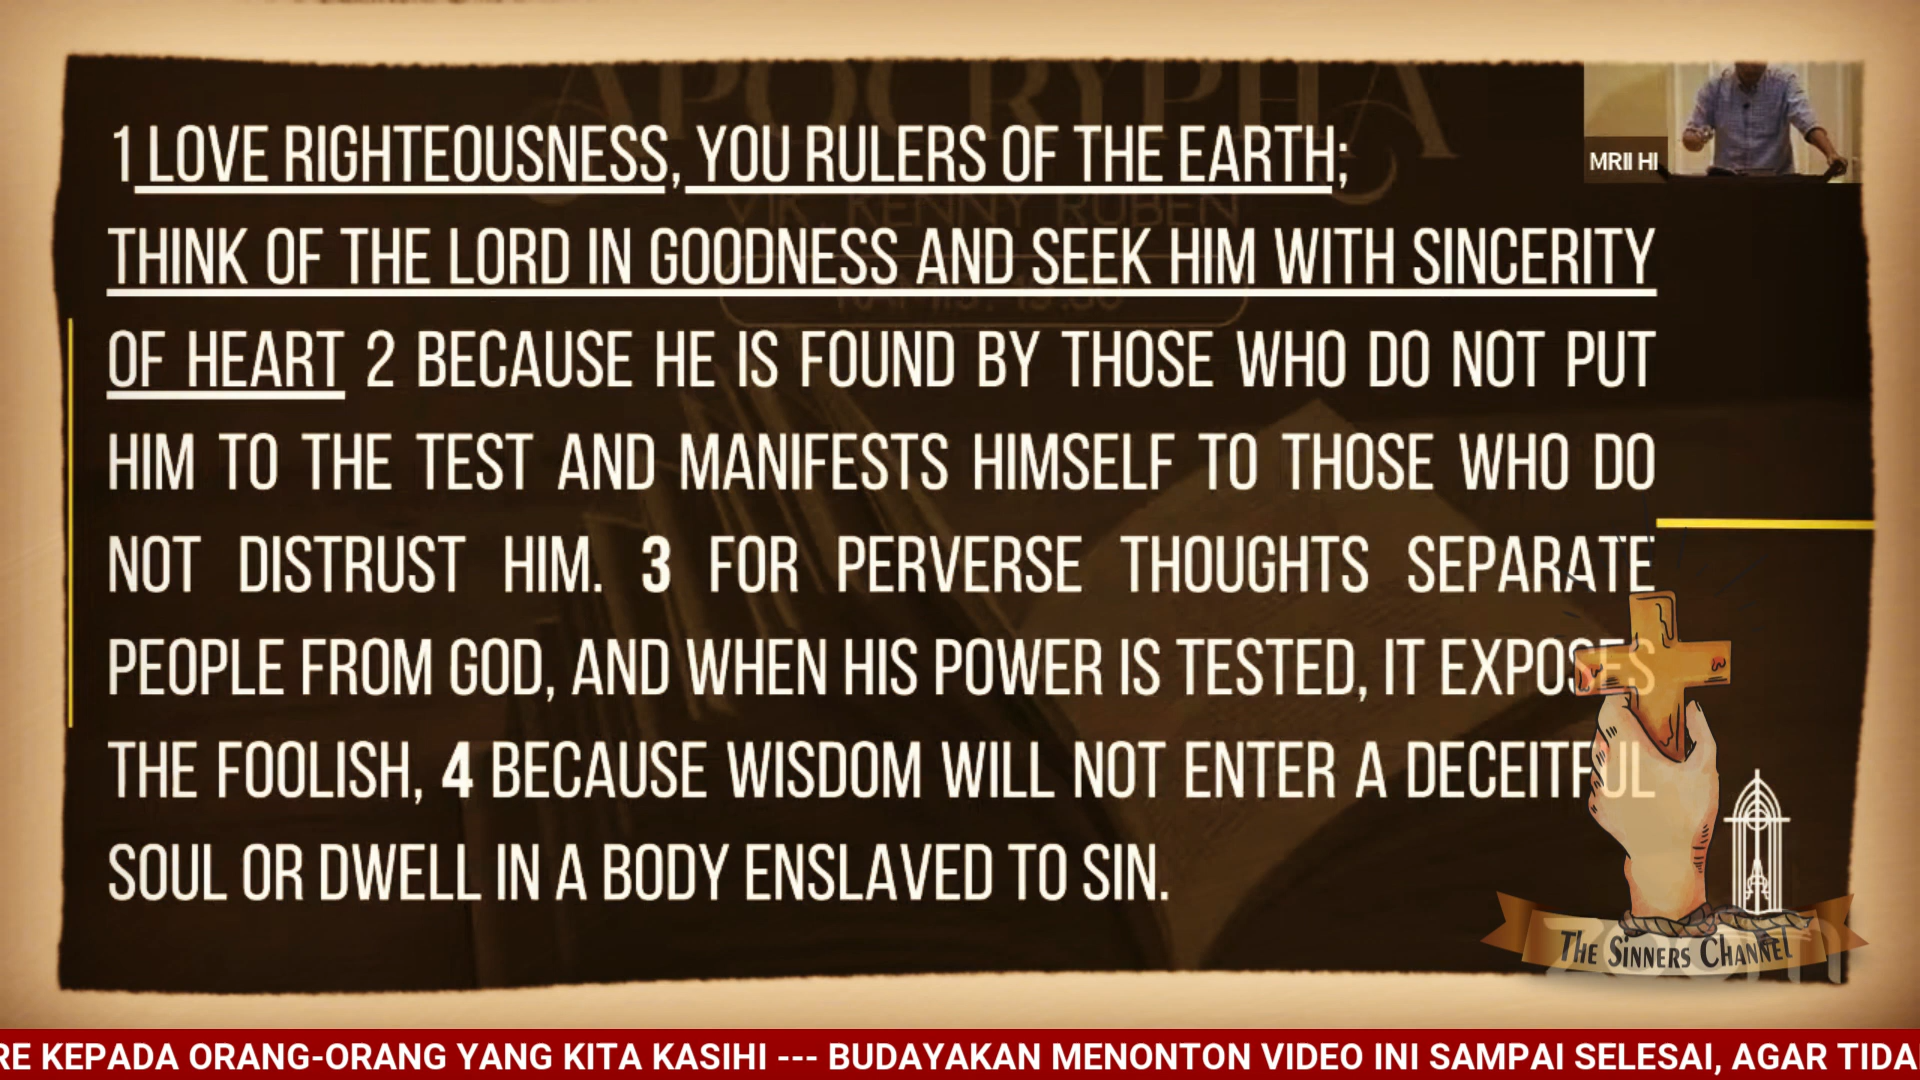 APOCRYPHA
1 LOVE RIGHTEOUSNESS, YOU RULERS OF THE EARTH;
MRII HI
VIK. KENNY RUBEN
THINK OF THE LORD IN GOODNESS AND SEEK HIM WITH SINCERITY
OF HEART 2 BECAUSE HE IS FOUND BY THOSE WHO DO NOT PUT
HIM TO THE TEST AND MANIFESTS HIMSELF TO THOSE WHO DO
NOT DISTRUST HIM. 3 FOR PERVERSE THOUGHTS SEPARATE
PEOPLE FROM GOD, AND WHEN HIS POWER IS TESTED, IT EXPOSES
THE FOOLISH, 4 BECAUSE WISDOM WILL NOT ENTER A DECEITFUL
SOUL OR DWELL IN A BODY ENSLAVED TO SIN.
THE SINNERS CHANNEL
zoom
RE KEPADA ORANG-ORANG YANG KITA KASIHI --- BUDAYAKAN MENONTON VIDEO INI SAMPAI SELESAI, AGAR TIDA